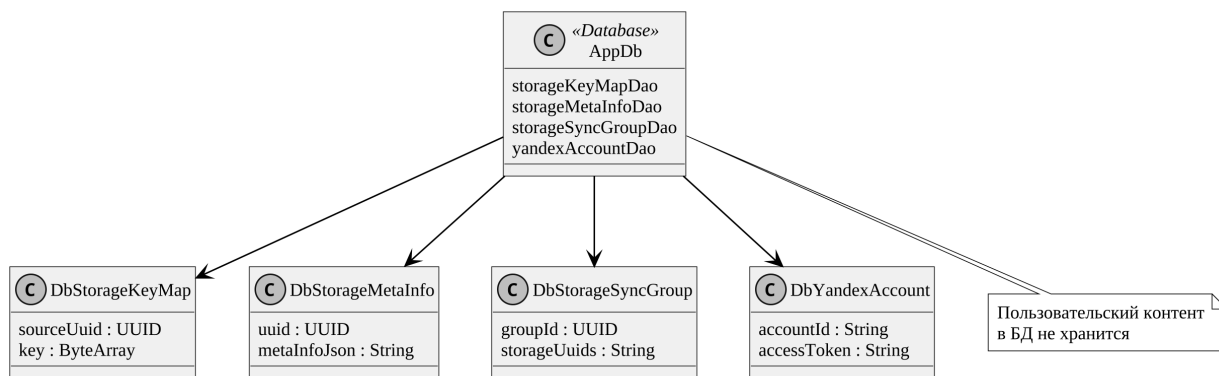 C «Database»
AppDb
storageKeyMapDao
storageMetaInfoDao
storageSyncGroupDao
yandexAccountDao
C DbStorageKeyMap
sourceUuid : UUID
key : ByteArray
C DbStorageMetaInfo
uuid : UUID
metaInfoJson : String
C DbStorageSyncGroup
groupId : UUID
storageUuids : String
C DbYandexAccount
accountId : String
accessToken : String
Пользовательский контент
в БД не хранится